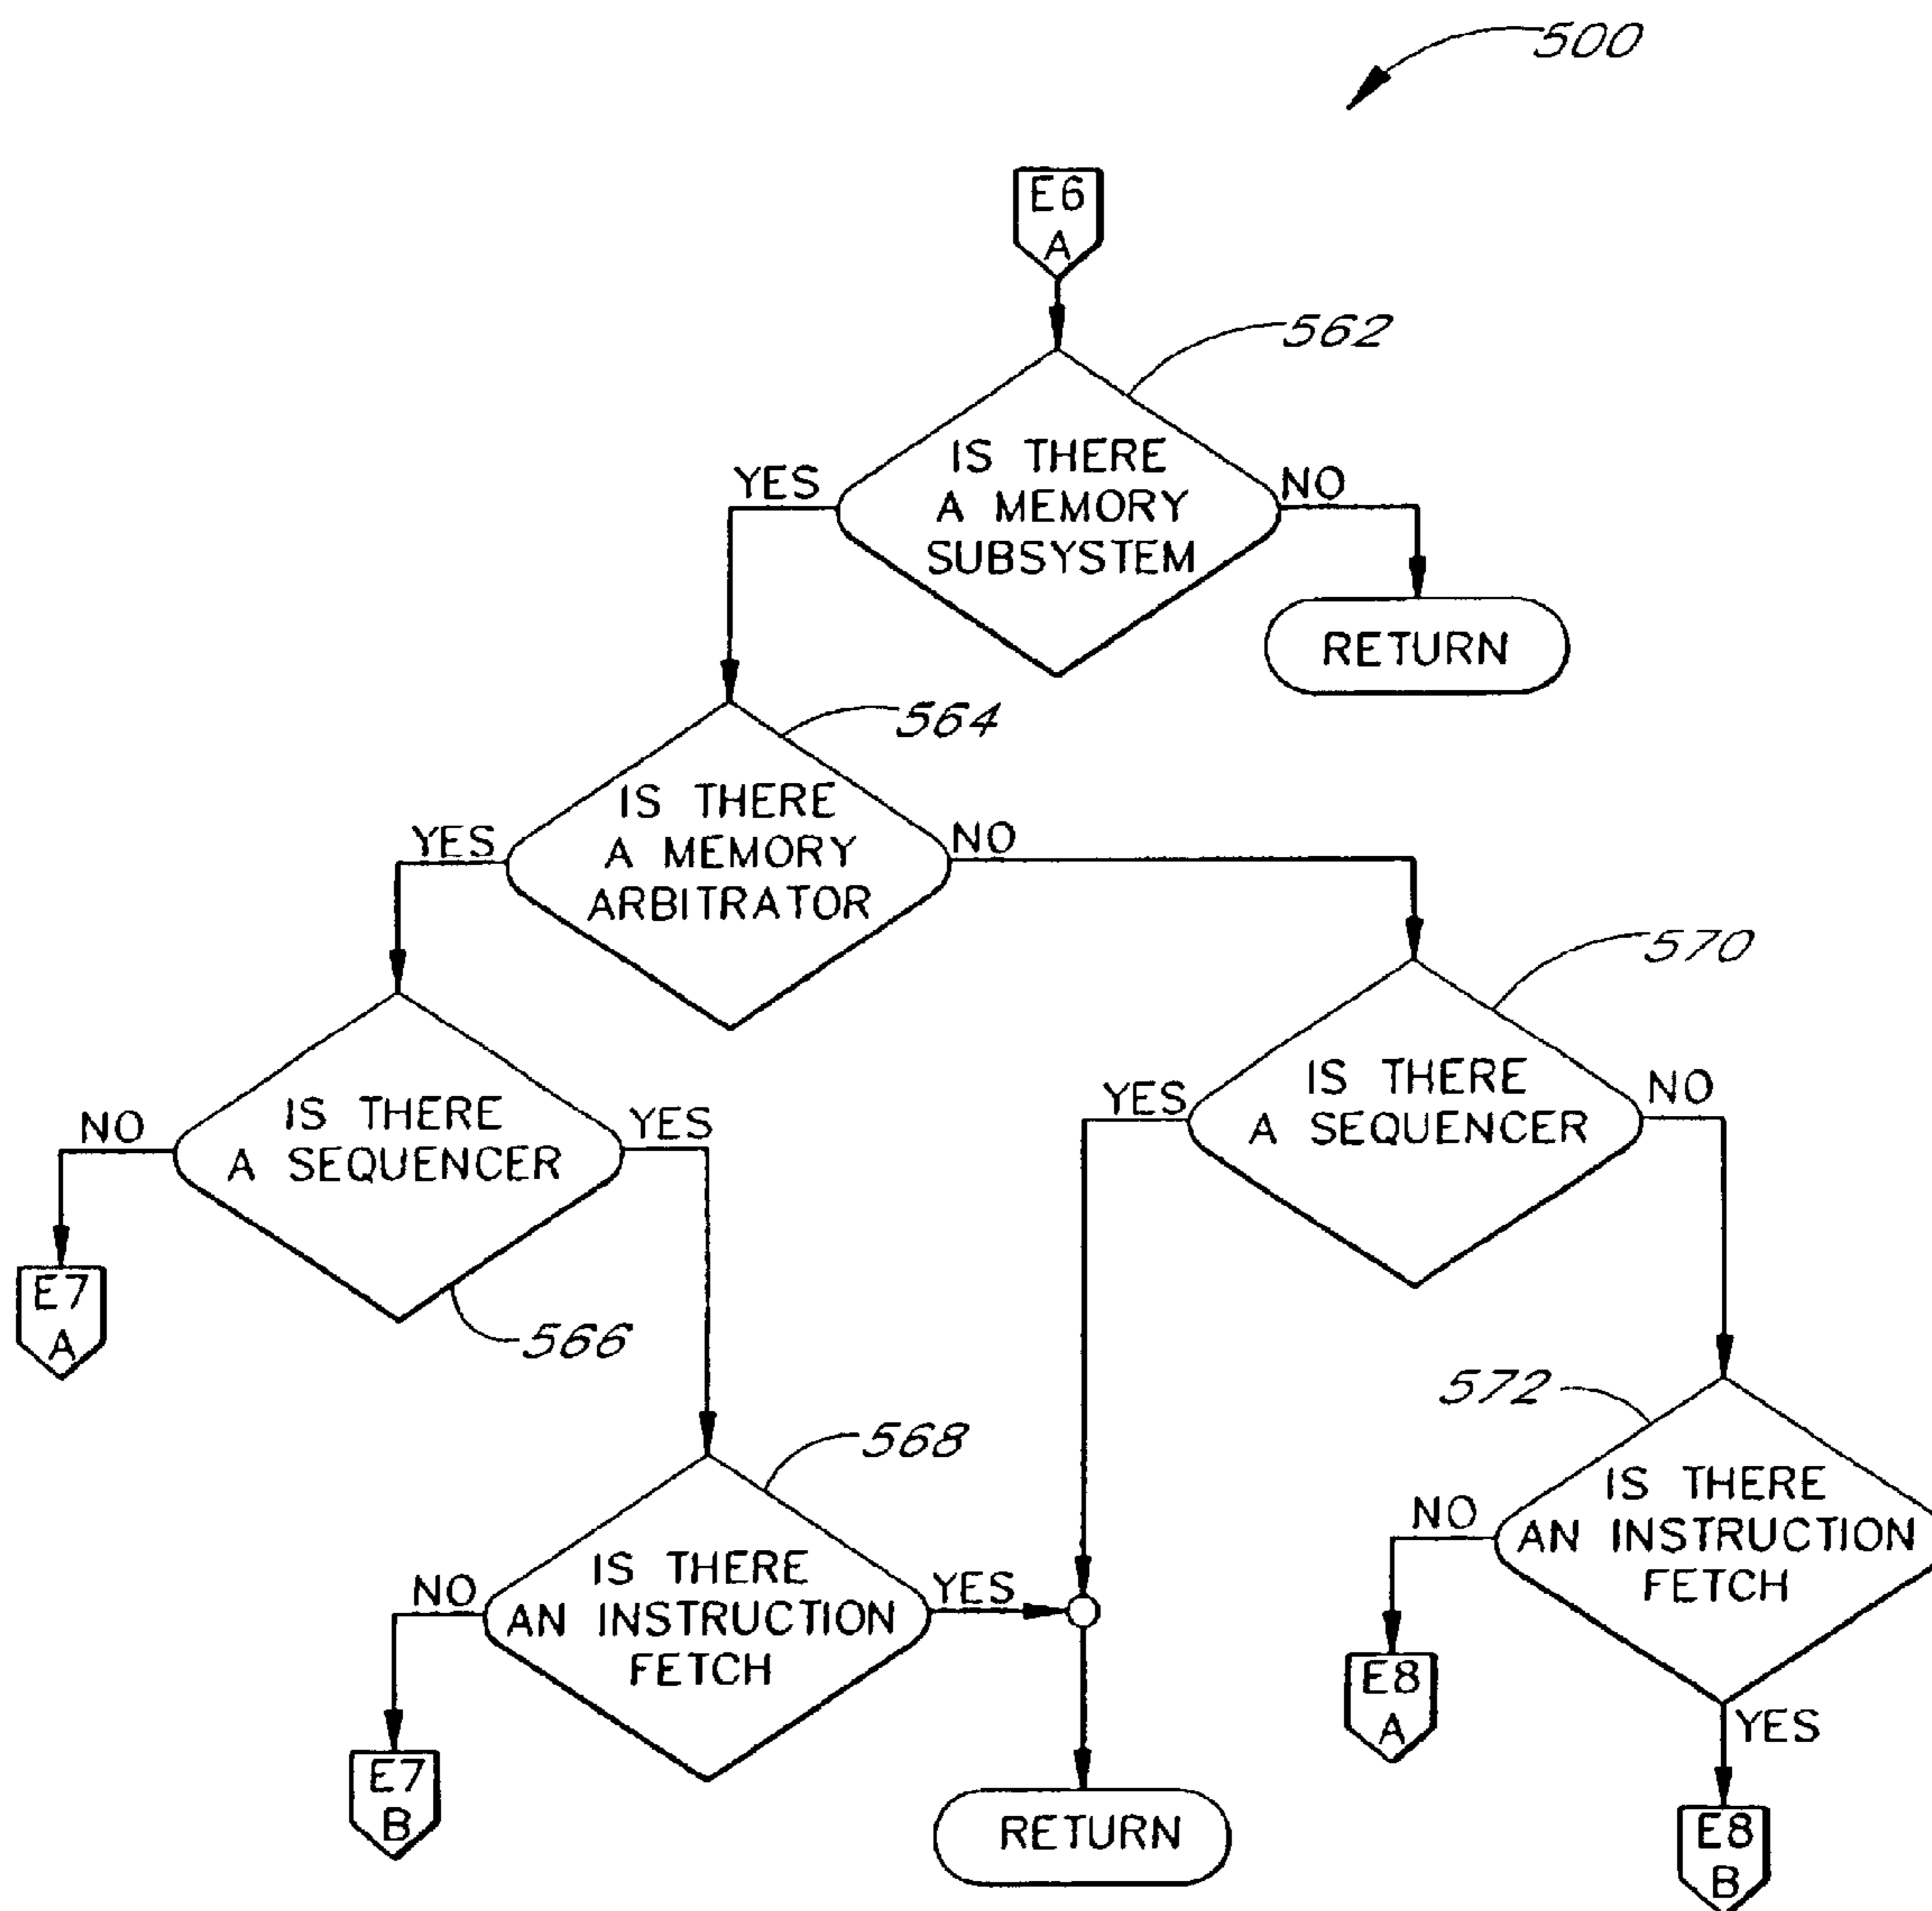 500
E6
A
562
IS THERE
A MEMORY
SUBSYSTEM
YES
NO
RETURN
564
IS THERE
A MEMORY
ARBITRATOR
YES
NO
570
IS THERE
A SEQUENCER
NO
YES
IS THERE
A SEQUENCER
YES
NO
E7
A
566
572
568
IS THERE
AN INSTRUCTION
FETCH
NO
YES
IS THERE
AN INSTRUCTION
FETCH
NO
YES
E8
A
E7
B
RETURN
E8
B